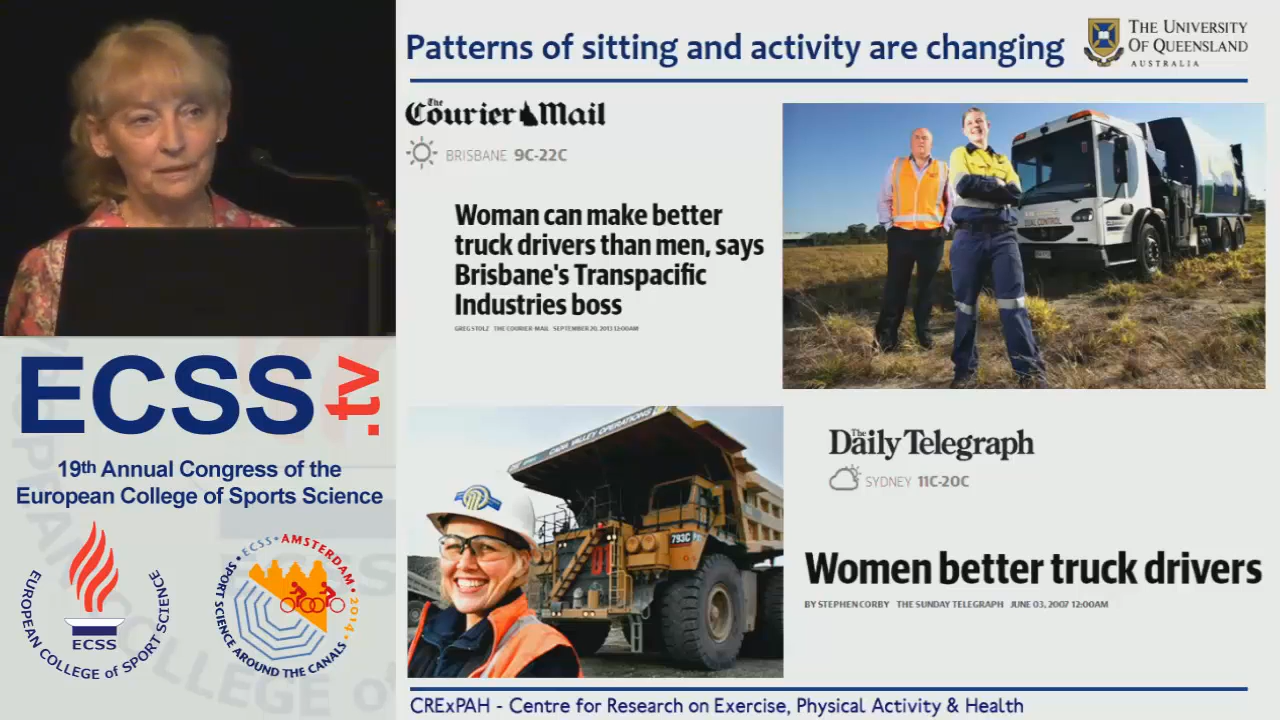 Patterns of sitting and activity are changing
THE UNIVERSITY
OF QUEENSLAND
AUSTRALIA
The Courier Mail
BRISBANE 9C-22C
Woman can make better
truck drivers than men, says
Brisbane's Transpacific
Industries boss
GREG STOLZ THE COURIER-MAIL SEPTEMBER 20, 2013 12:00AM
DUAL CONTROL
ECSS.tv
19th Annual Congress of the
European College of Sports Science
EUROPEAN COLLEGE of SPORT SCIENCE
ECSS
ECSS • AMSTERDAM • 2014 •
SPORT SCIENCE AROUND THE CANALS
793C
The Daily Telegraph
SYDNEY 11C-20C
Women better truck drivers
BY STEPHEN CORBY THE SUNDAY TELEGRAPH JUNE 03, 2007 12:00AM
CRExPAH - Centre for Research on Exercise, Physical Activity & Health